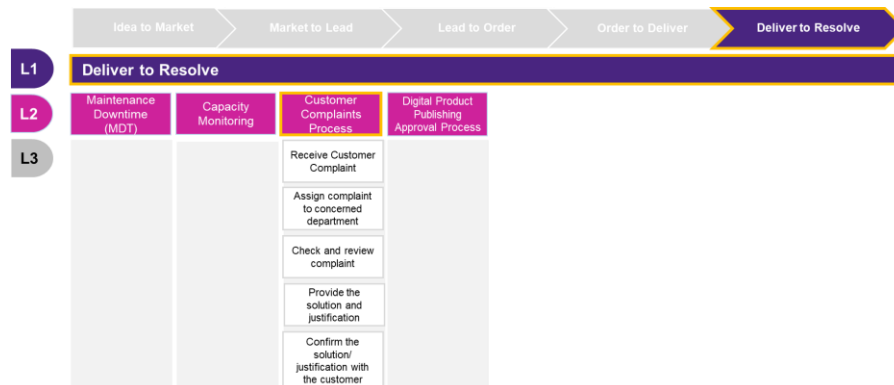 Idea to Market
Market to Lead
Lead to Order
Order to Deliver
Deliver to Resolve
L1
Deliver to Resolve
L2
Maintenance
Downtime
(MDT)
Capacity
Monitoring
Customer
Complaints
Process
Digital Product
Publishing
Approval Process
L3
Receive Customer
Complaint
Assign complaint
to concerned
department
Check and review
complaint
Provide the
solution and
justification
Confirm the
solution/
justification with
the customer